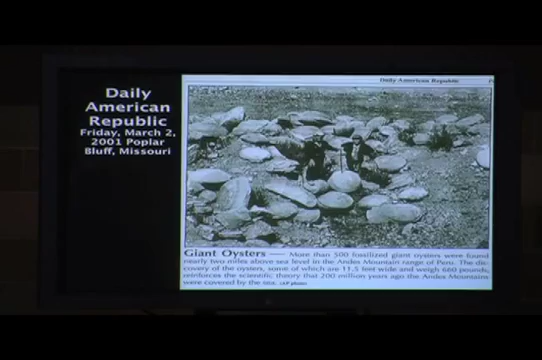 Daily
American
Republic
Friday, March 2,
2001 Poplar
Bluff, Missouri
Daily American Republic
Giant Oysters — More than 500 fossilized giant oysters were found
nearly two miles above sea level in the Andes Mountain range of Peru. The dis-
covery of the oysters, some of which are 11.5 feet wide and weigh 660 pounds,
reinforces the scientific theory that 200 million years ago the Andes Mountains
were covered by the sea. (AP photo)